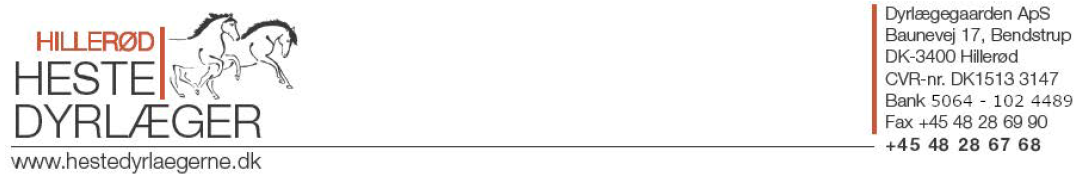 HILLERØD
HESTE
DYRLÆGER
www.hestedyrlaegerne.dk
Dyrlægegaarden ApS
Baunevej 17, Bendstrup
DK-3400 Hillerød
CVR-nr. DK1513 3147
Bank 5064 - 102 4489
Fax +45 48 28 69 90
+45 48 28 67 68